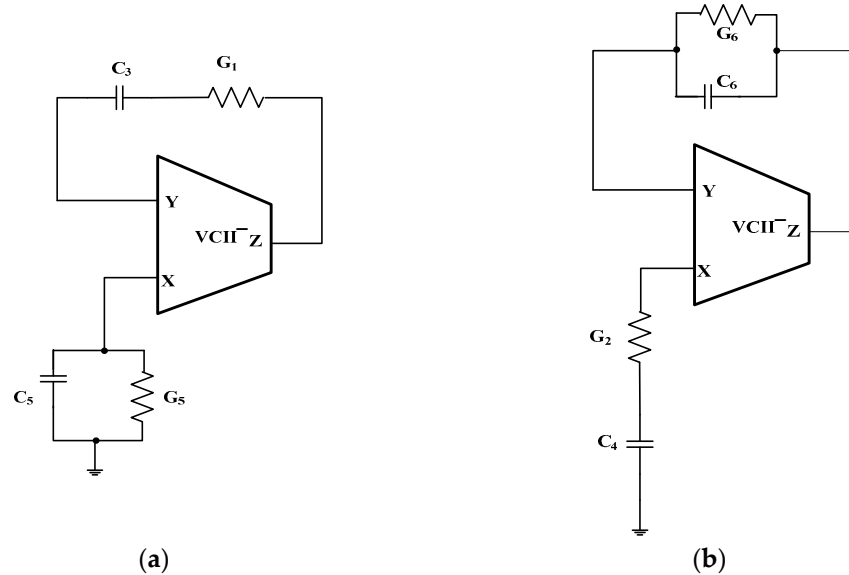 C₃
G₁
Y
VCII⁻ Z
X
C₅
G₅
(a)
G₆
C₆
Y
VCII⁻ Z
X
G₂
C₄
(b)